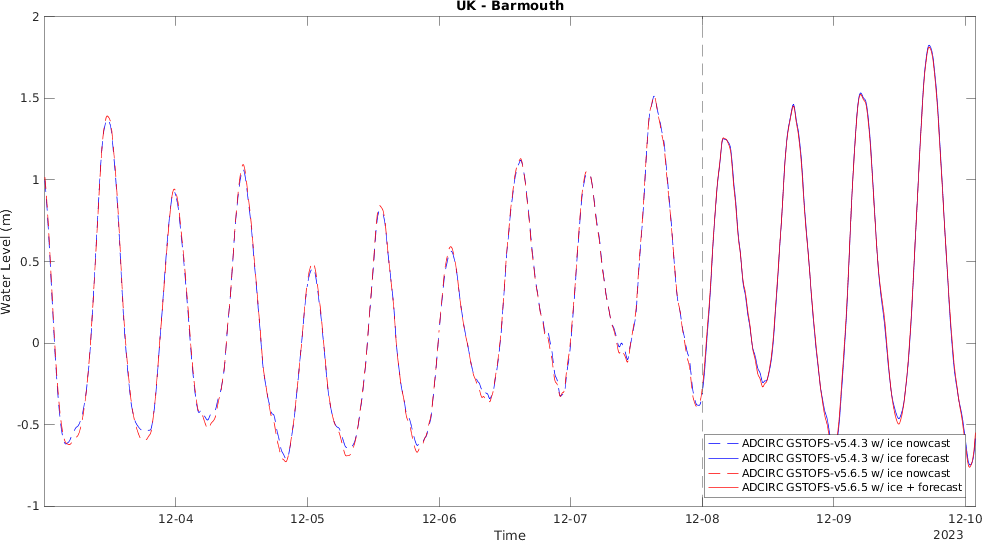 UK - Barmouth
2
1.5
1
0.5
0
-0.5
-1
Water Level (m)
12-04
12-05
12-06
12-07
12-08
12-09
12-10
Time
2023
ADCIRC GSTOFS-v5.4.3 w/ ice nowcast
ADCIRC GSTOFS-v5.4.3 w/ ice forecast
ADCIRC GSTOFS-v5.6.5 w/ ice nowcast
ADCIRC GSTOFS-v5.6.5 w/ ice + forecast